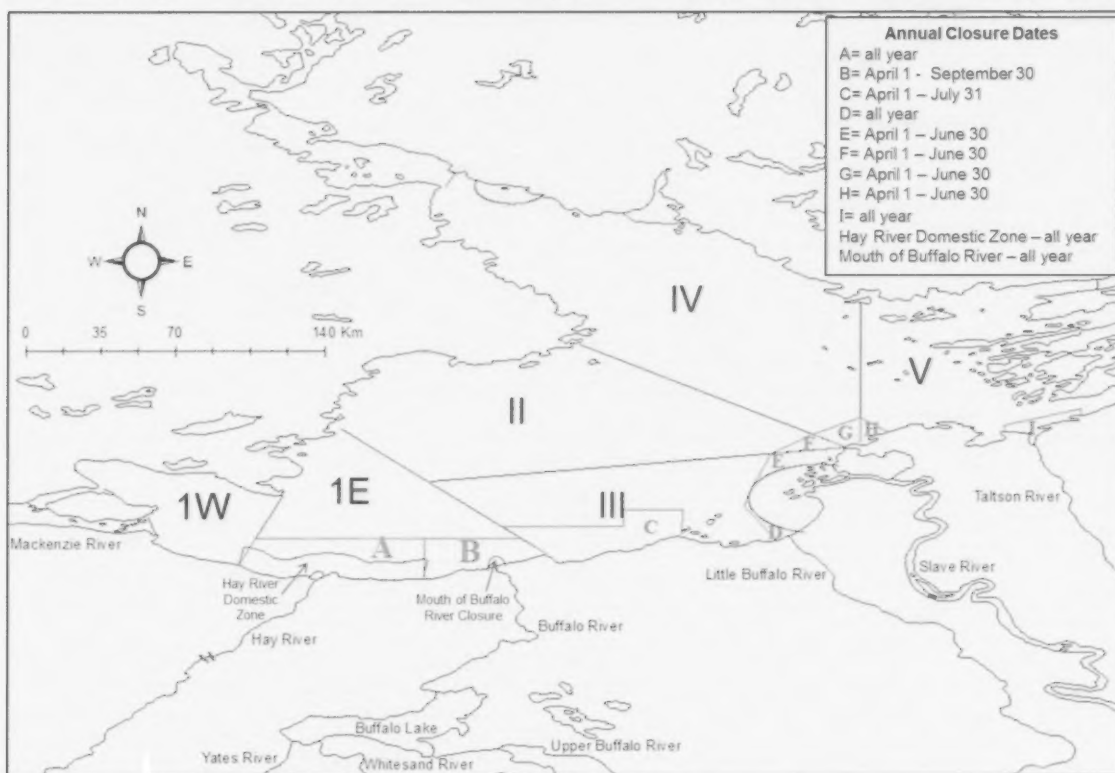 Annual Closure Dates
A= all year
B= April 1 - September 30
C= April 1 – July 31
D= all year
E= April 1 – June 30
F= April 1 – June 30
G= April 1 – June 30
H= April 1 – June 30
I= all year
Hay River Domestic Zone – all year
Mouth of Buffalo River – all year
N
W
E
S
0 35 70 140 Km
IV
V
II
H
G
F
I
E
1W
1E
III
C
D
A
B
Taltson River
Mackenzie River
Slave River
Little Buffalo River
Hay River
Domestic
Zone
Mouth of Buffalo
River Closure
Hay River
Buffalo River
Buffalo Lake
Upper Buffalo River
Yates River
Whitesand River